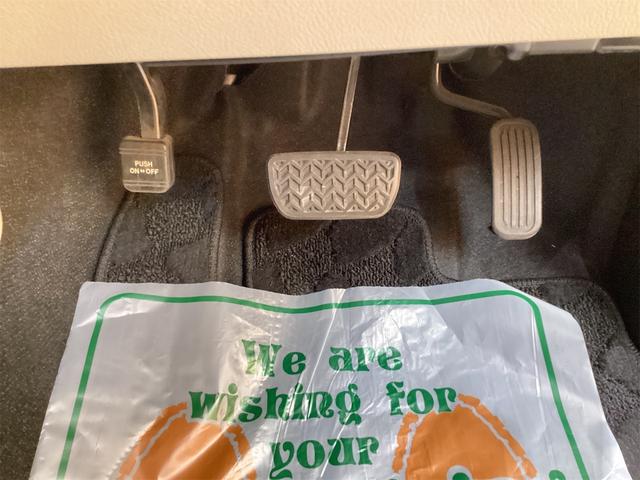 PUSH
ON↔OFF
We are
wishing for
your